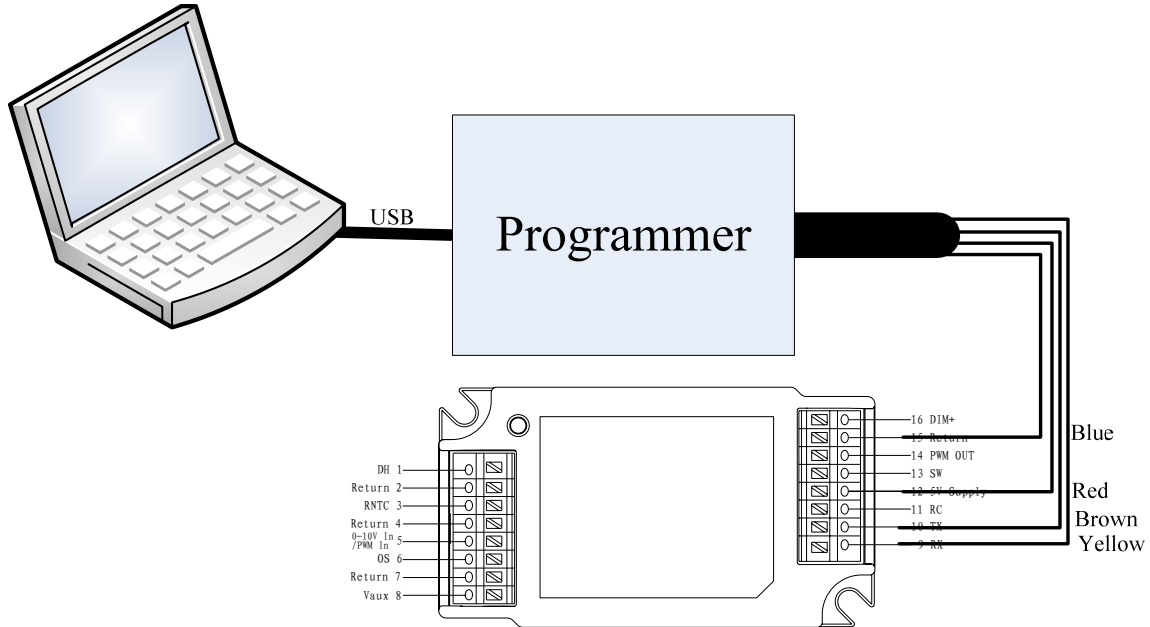 USB
Programmer
16 DIM+
15 Return
14 PWM OUT
13 SW
12 5V Supply
11 RC
10 TX
9 RX
Blue
Red
Brown
Yellow
DH 1
Return 2
RNTC 3
Return 4
0-10V In
/PWM In 5
OS 6
Return 7
Vaux 8